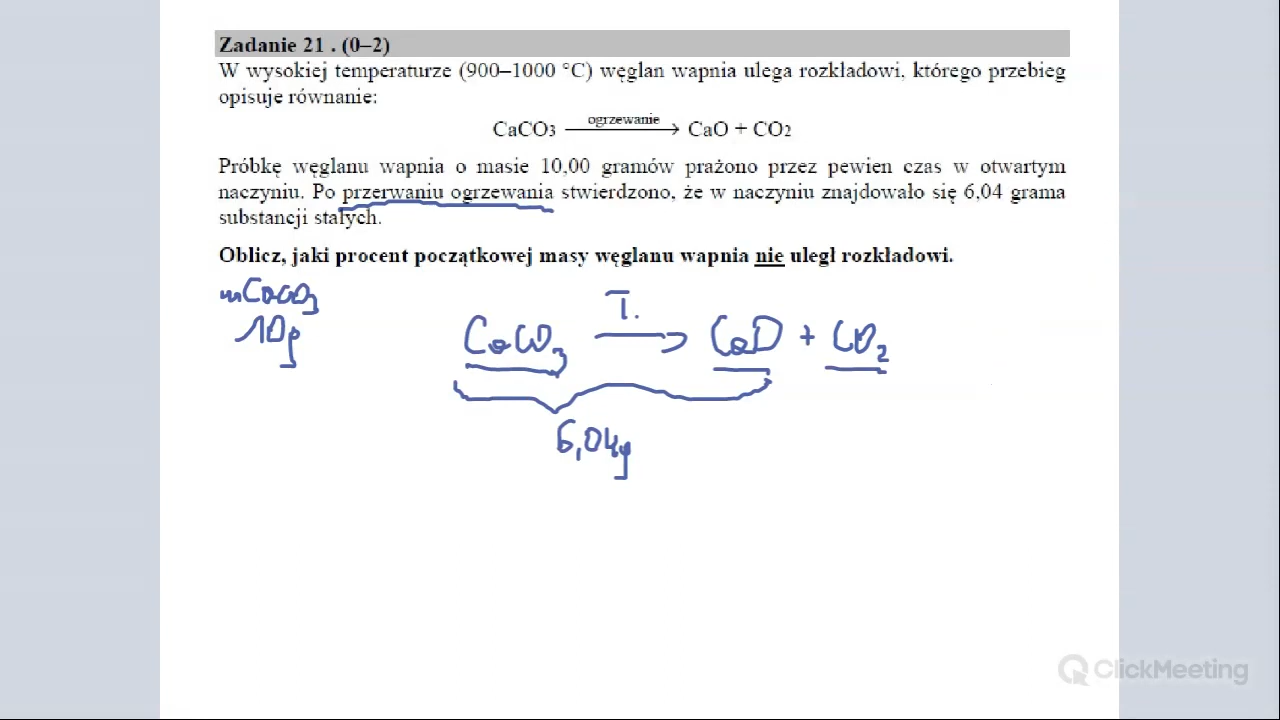 Zadanie 21 . (0–2)
W wysokiej temperaturze (900–1000 °C) węglan wapnia ulega rozkładowi, którego przebieg
opisuje równanie:
ogrzewanie
CaCO3 ⟶ CaO + CO2
Próbkę węglanu wapnia o masie 10,00 gramów prażono przez pewien czas w otwartym
naczyniu. Po przerwaniu ogrzewania stwierdzono, że w naczyniu znajdowało się 6,04 grama
substancji stałych.
Oblicz, jaki procent początkowej masy węglanu wapnia nie uległ rozkładowi.
mCaCO3
10g
T.
CaCO3 → CaO + CO2
6,04g
ClickMeeting